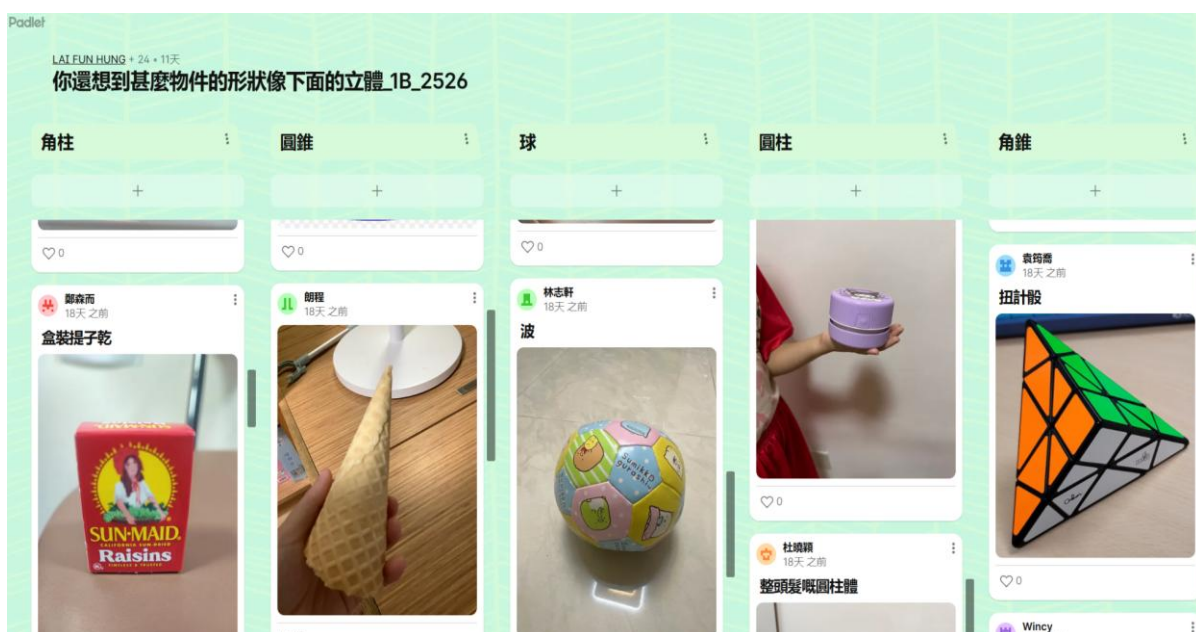 Padlet
LAI FUN HUNG + 24 • 11天
你還想到甚麼物件的形狀像下面的立體_1B_2526
角柱
圓錐
球
圓柱
角錐
0
鄭森而
18天 之前
盒裝提子乾
SUN-MAID.
Raisins
0
朗程
18天 之前
0
林志軒
18天 之前
波
Sumikko
gurashi
0
杜曉穎
18天 之前
整頭髮嘅圓柱體
袁筠喬
18天 之前
扭計骰
0
Wincy